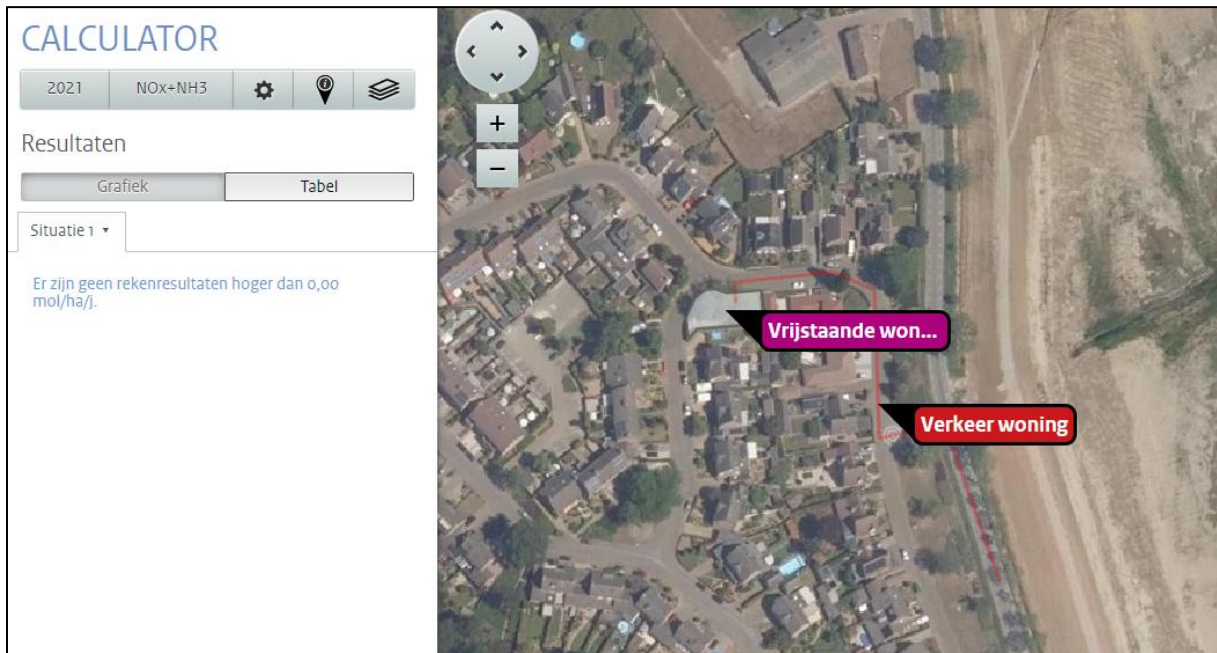 CALCULATOR
2021 NOx+NH3
Resultaten
Grafiek Tabel
Situatie 1
Er zijn geen rekenresultaten hoger dan 0,00
mol/ha/j.
+
−
Vrijstaande won...
Verkeer woning